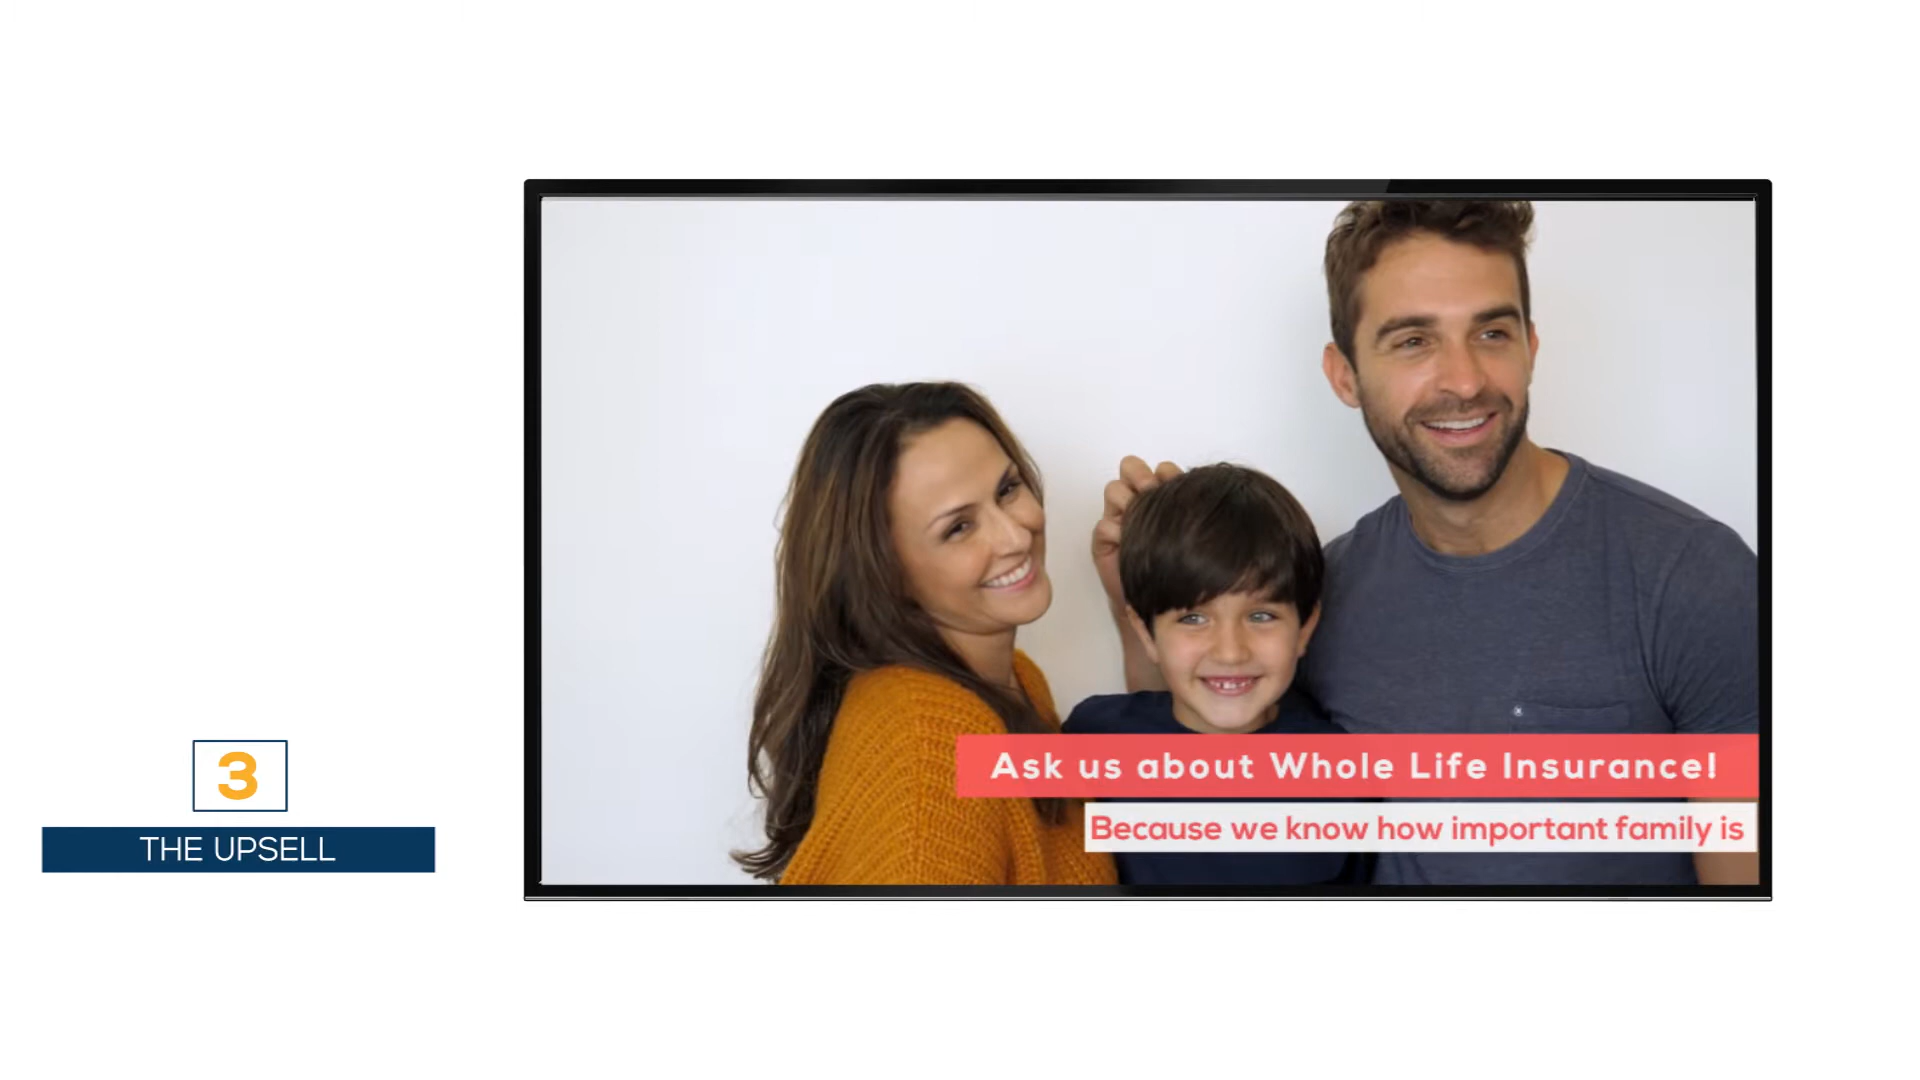 3
THE UPSELL
Ask us about Whole Life Insurance!
Because we know how important family is